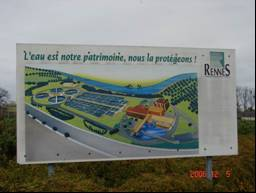 L'eau est notre patrimoine, nous la protégeons !
RENNES
2006 12 5